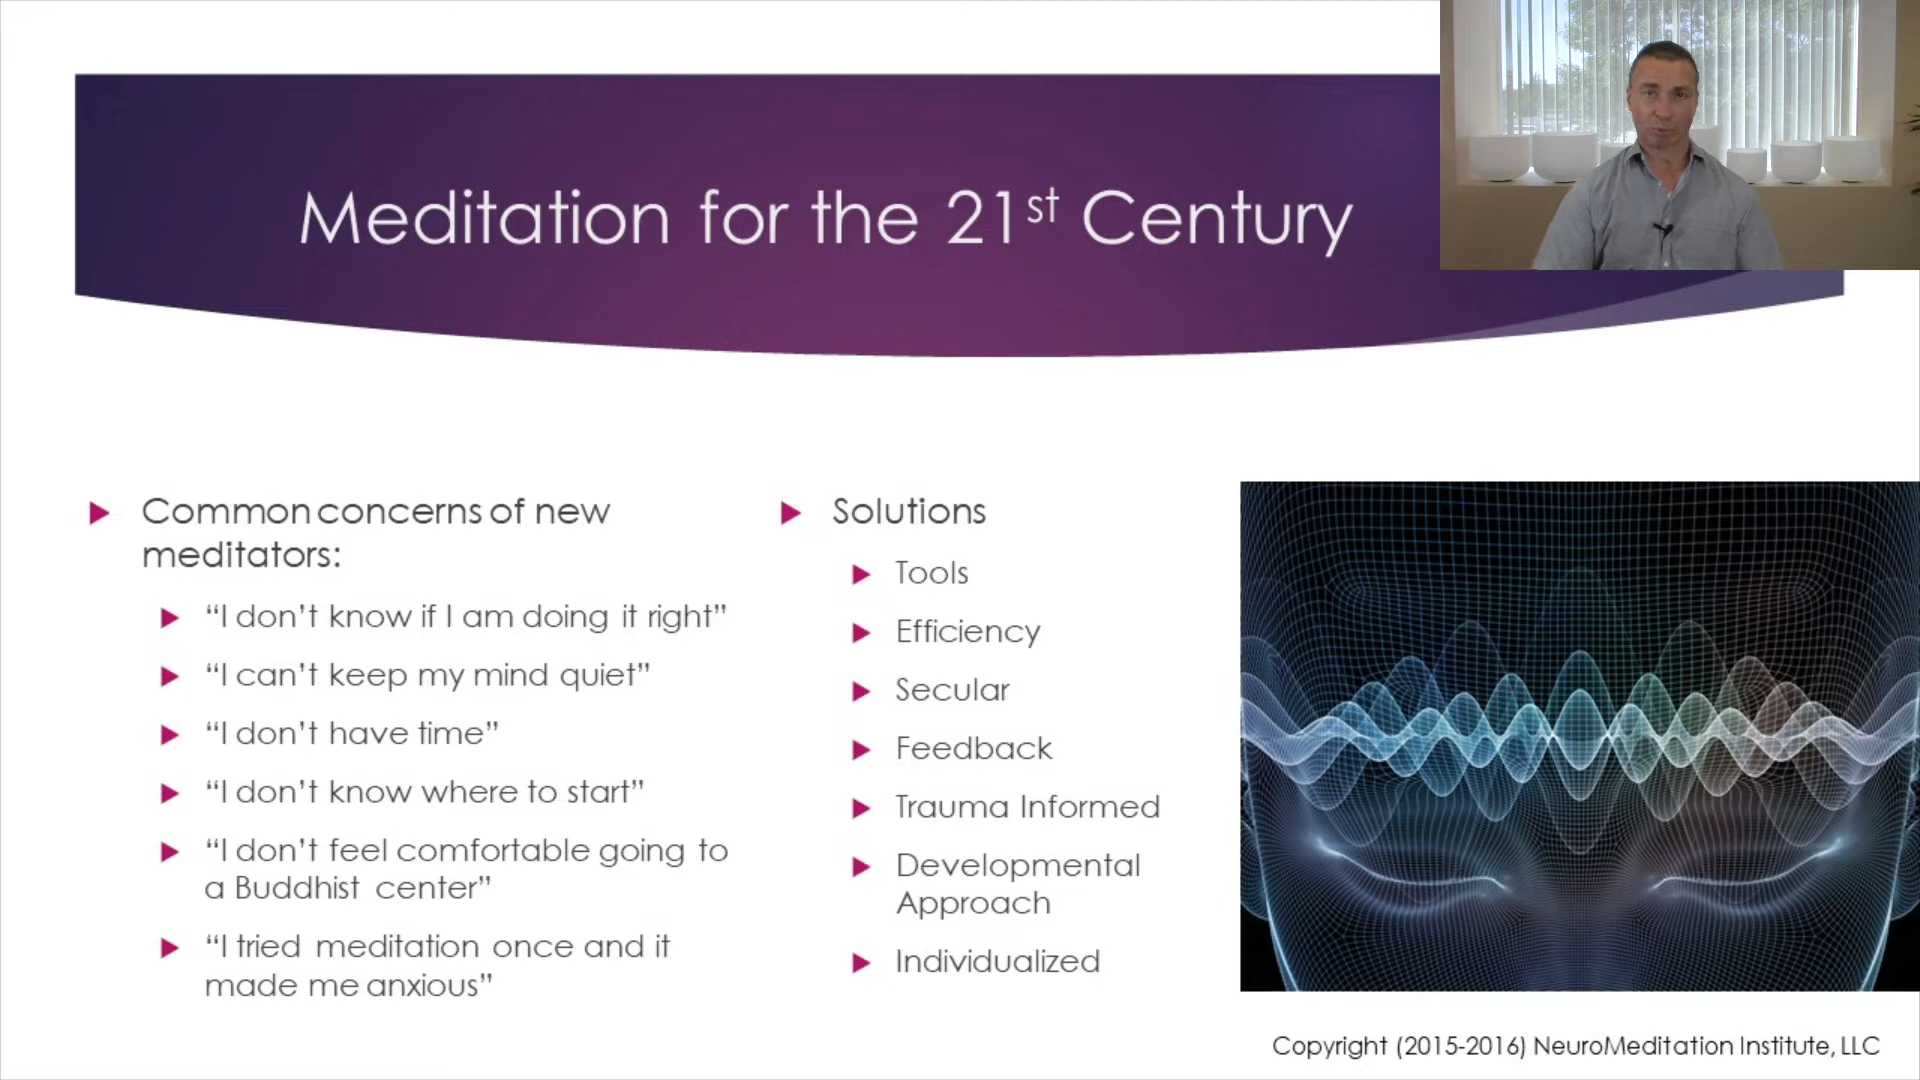 Meditation for the 21st Century
Common concerns of new
meditators:
“I don’t know if I am doing it right”
“I can’t keep my mind quiet”
“I don’t have time”
“I don’t know where to start”
“I don’t feel comfortable going to
a Buddhist center”
“I tried meditation once and it
made me anxious”
Solutions
Tools
Efficiency
Secular
Feedback
Trauma Informed
Developmental
Approach
Individualized
Copyright (2015-2016) NeuroMeditation Institute, LLC